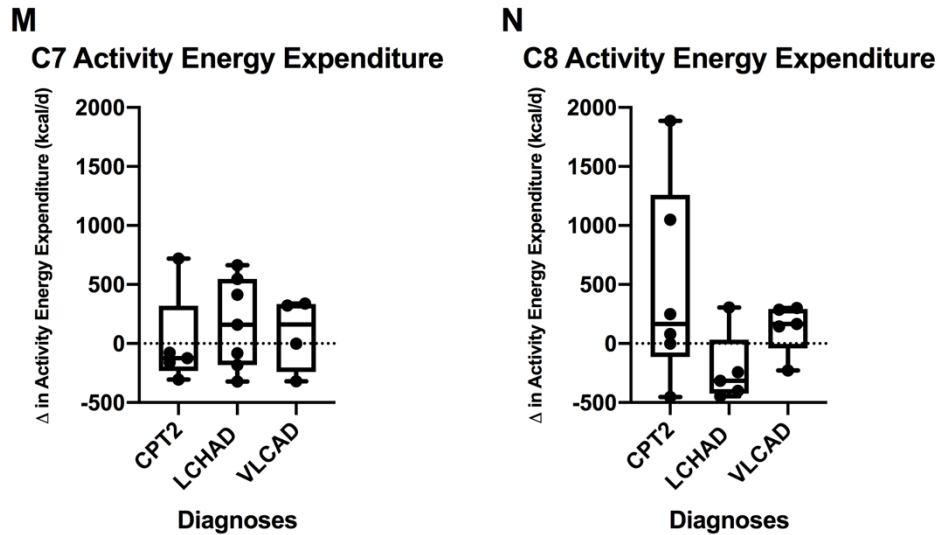 M
C7 Activity Energy Expenditure
Δ in Activity Energy Expenditure (kcal/d)
2000
1500
1000
500
0
-500
CPT2
LCHAD
VLCAD
Diagnoses
N
C8 Activity Energy Expenditure
Δ in Activity Energy Expenditure (kcal/d)
2000
1500
1000
500
0
-500
CPT2
LCHAD
VLCAD
Diagnoses